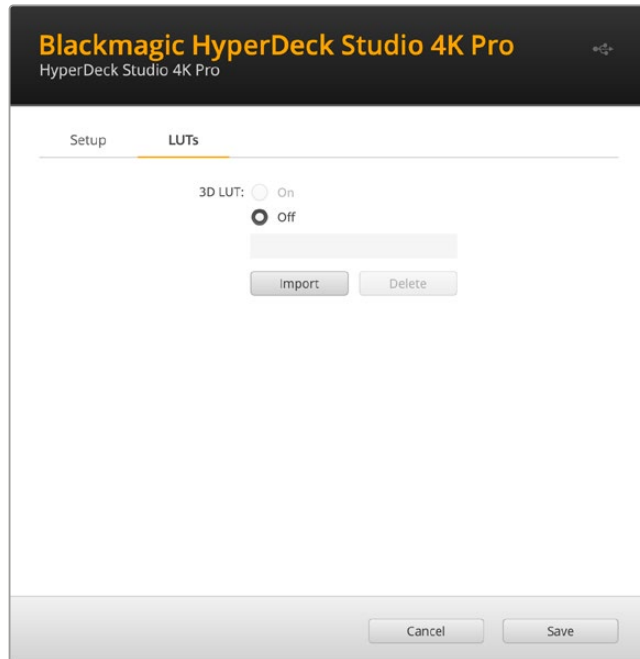 Blackmagic HyperDeck Studio 4K Pro
HyperDeck Studio 4K Pro
Setup LUTs
3D LUT: On
Off
Import Delete
Cancel Save